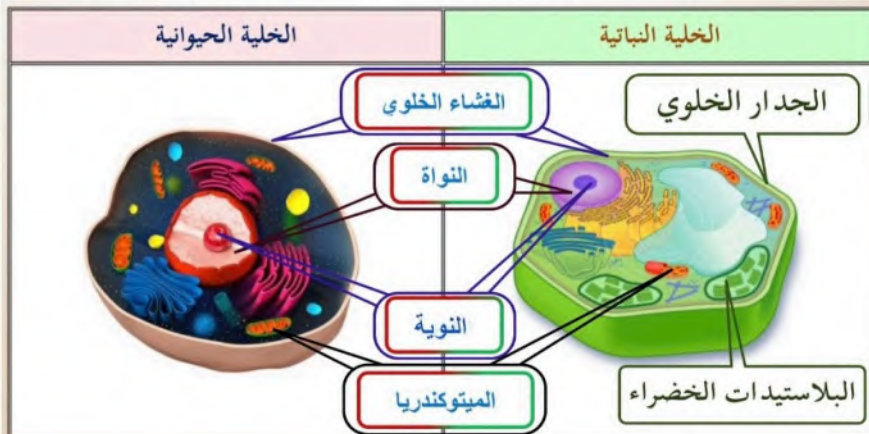 الخلية النباتية
الخلية الحيوانية
الغشاء الخلوي
الجدار الخلوي
النواة
النوية
الميتوكندريا
البلاستيدات الخضراء